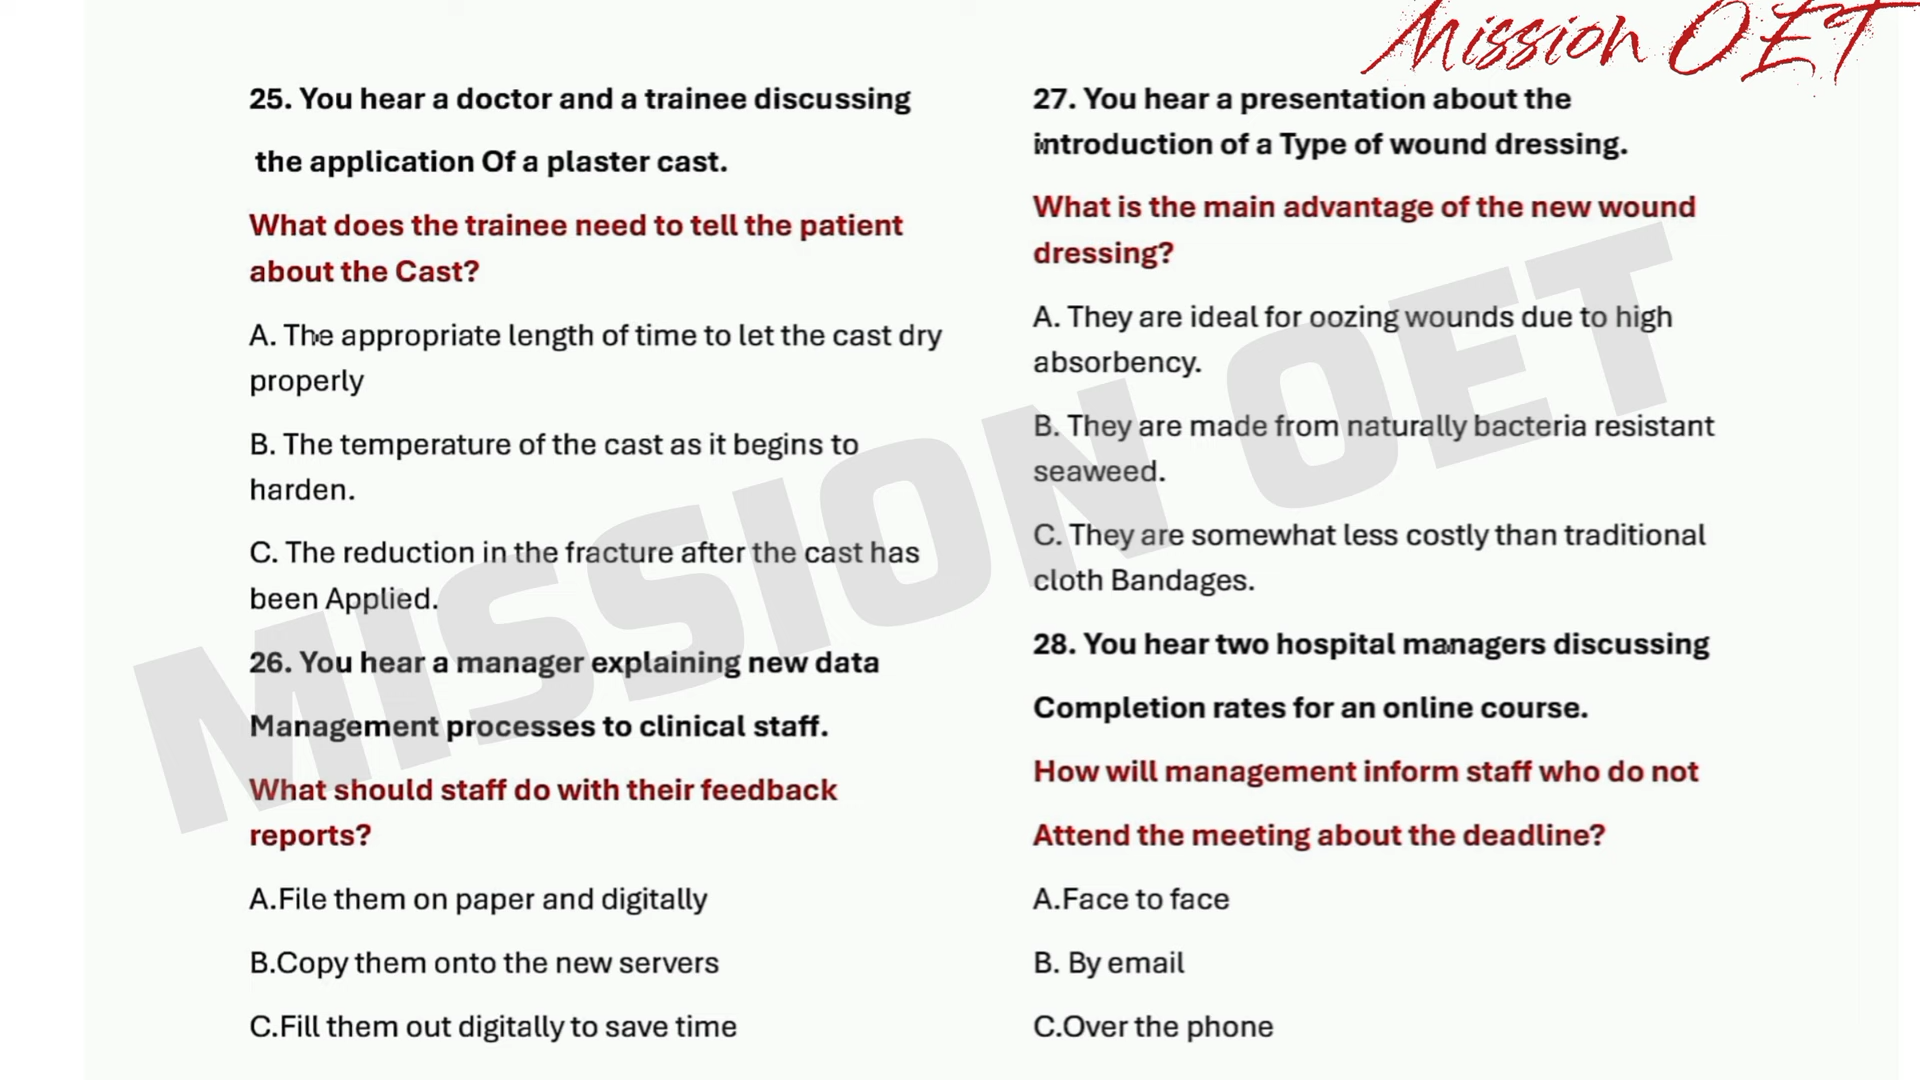 Mission OET
25. You hear a doctor and a trainee discussing
the application Of a plaster cast.
What does the trainee need to tell the patient
about the Cast?
A. The appropriate length of time to let the cast dry
properly
B. The temperature of the cast as it begins to
harden.
C. The reduction in the fracture after the cast has
been Applied.
26. You hear a manager explaining new data
Management processes to clinical staff.
What should staff do with their feedback
reports?
A.File them on paper and digitally
B.Copy them onto the new servers
C.Fill them out digitally to save time
27. You hear a presentation about the
introduction of a Type of wound dressing.
What is the main advantage of the new wound
dressing?
A. They are ideal for oozing wounds due to high
absorbency.
B. They are made from naturally bacteria resistant
seaweed.
C. They are somewhat less costly than traditional
cloth Bandages.
28. You hear two hospital managers discussing
Completion rates for an online course.
How will management inform staff who do not
Attend the meeting about the deadline?
A.Face to face
B. By email
C.Over the phone
MISSION OET